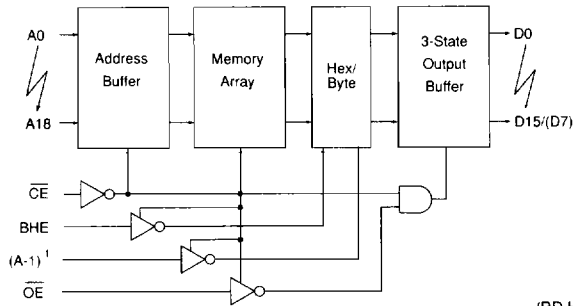 A0
A18
Address
Buffer
Memory
Array
Hex/
Byte
3-State
Output
Buffer
D0
D15/(D7)
CE
BHE
(A-1) 1
OE